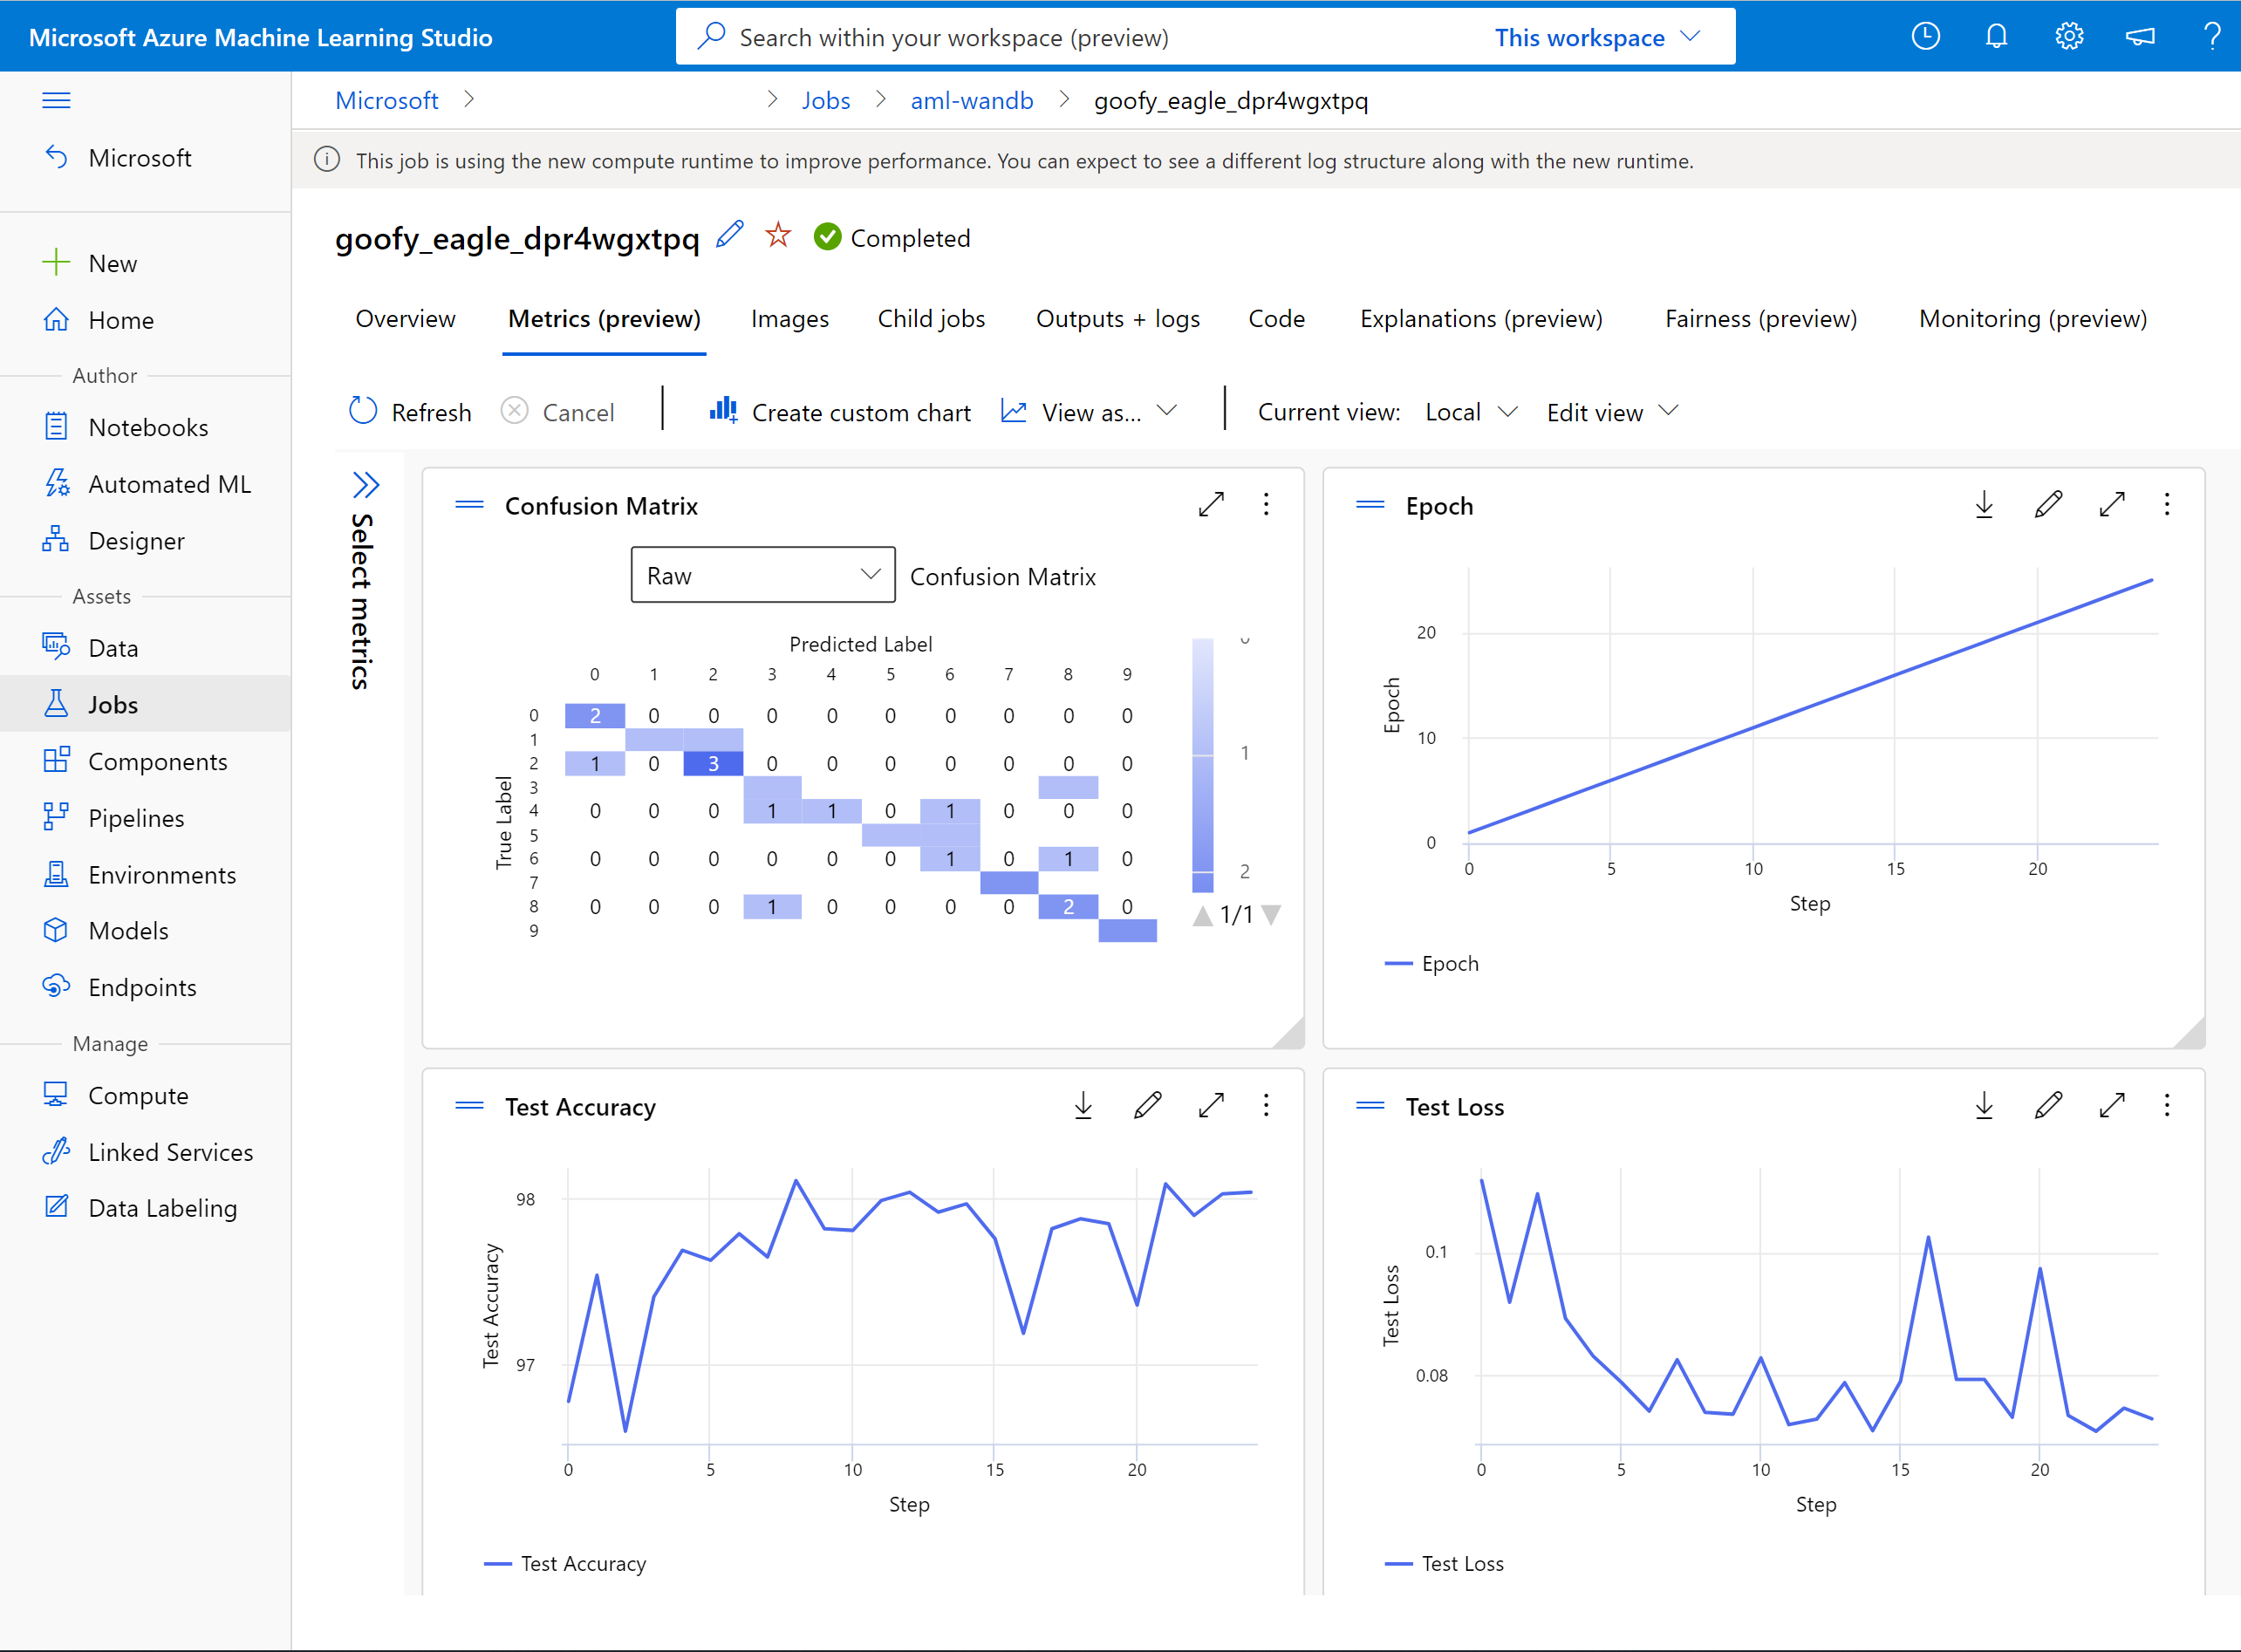 Microsoft Azure Machine Learning Studio
Search within your workspace (preview)
This workspace
Microsoft
Jobs
aml-wandb
goofy_eagle_dpr4wgxtpq
This job is using the new compute runtime to improve performance. You can expect to see a different log structure along with the new runtime.
Microsoft
New
Home
Author
Notebooks
Automated ML
Designer
Assets
Data
Jobs
Components
Pipelines
Environments
Models
Endpoints
Manage
Compute
Linked Services
Data Labeling
goofy_eagle_dpr4wgxtpq
Completed
Overview Metrics (preview) Images Child jobs Outputs + logs Code Explanations (preview) Fairness (preview) Monitoring (preview)
Refresh Cancel Create custom chart View as... Current view: Local Edit view
Select metrics
Confusion Matrix
Raw
Confusion Matrix
Predicted Label
0 1 2 3 4 5 6 7 8 9
True Label
0 2 0 0 0 0 0 0 0 0 0
1
2 1 0 3 0 0 0 0 0 0 0
3
4 0 0 0 1 1 0 1 0 0 0
5
6 0 0 0 0 0 0 1 0 1 0
7
8 0 0 0 1 0 0 0 0 2 0
9
1
2
1/1
Epoch
Epoch
20
10
0
0 5 10 15 20
Step
Epoch
Test Accuracy
Test Accuracy
98
97
0 5 10 15 20
Step
Test Accuracy
Test Loss
Test Loss
0.1
0.08
0 5 10 15 20
Step
Test Loss